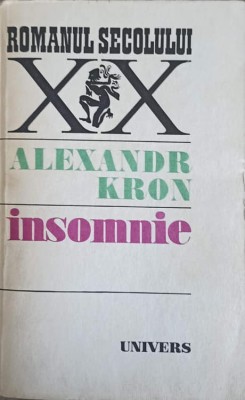 ROMANUL SECOLULUI
XX
ALEXANDR
KRON
insomnie
UNIVERS